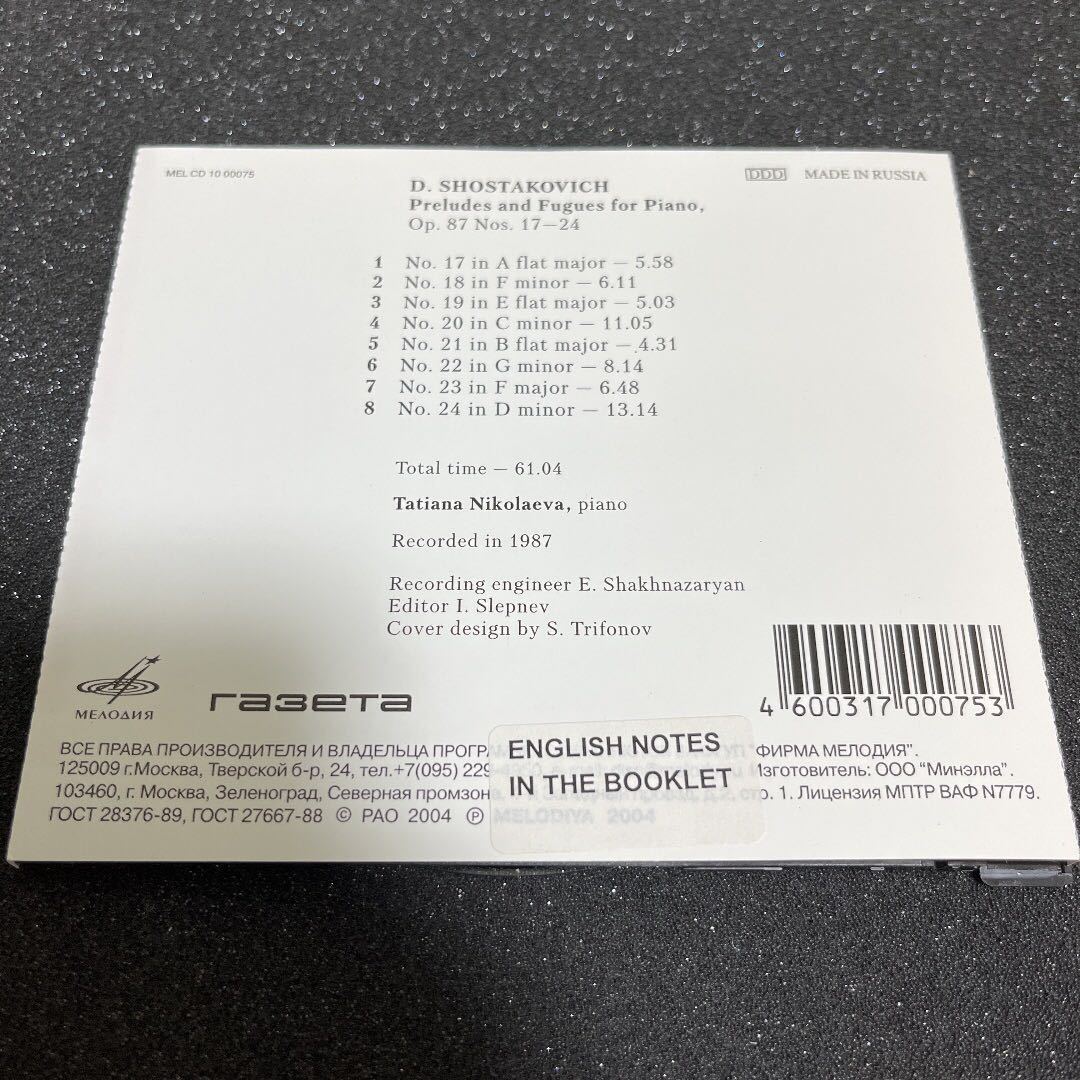 MEL CD 10 00075
DDD MADE IN RUSSIA
D. SHOSTAKOVICH
Preludes and Fugues for Piano,
Op. 87 Nos. 17—24
1 No. 17 in A flat major — 5.58
2 No. 18 in F minor — 6.11
3 No. 19 in E flat major — 5.03
4 No. 20 in C minor — 11.05
5 No. 21 in B flat major — 4.31
6 No. 22 in G minor — 8.14
7 No. 23 in F major — 6.48
8 No. 24 in D minor — 13.14
Total time — 61.04
Tatiana Nikolaeva, piano
Recorded in 1987
Recording engineer E. Shakhnazaryan
Editor I. Slepnev
Cover design by S. Trifonov
МЕЛОДИЯ
газета
4 600317 000753
ВСЕ ПРАВА ПРОИЗВОДИТЕЛЯ И ВЛАДЕЛЬЦА "ФИРМА МЕЛОДИЯ".
125009 г.Москва, Тверской б-р, 24, тел.+7(095) 229 Изготовитель: ООО "Минэлла".
103460, г. Москва, Зеленоград, Северная стр. 1. Лицензия МПТР ВАФ N7779.
ГОСТ 28376-89, ГОСТ 27667-88 © РАО 2004 ℗ MELODIYA 2004
ENGLISH NOTES
IN THE BOOKLET